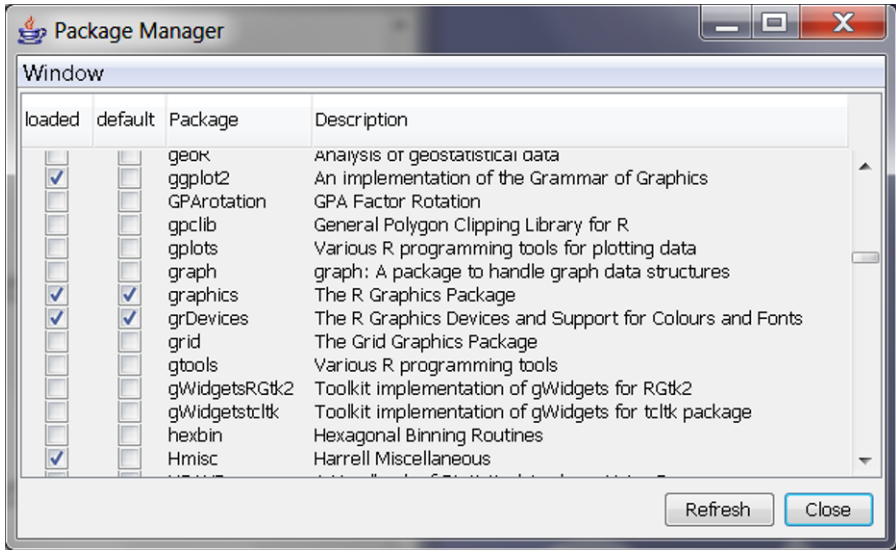 Package Manager
Window
loaded default Package Description
geoR Analysis of geostatistical data
ggplot2 An implementation of the Grammar of Graphics
GPArotation GPA Factor Rotation
gpclib General Polygon Clipping Library for R
gplots Various R programming tools for plotting data
graph graph: A package to handle graph data structures
graphics The R Graphics Package
grDevices The R Graphics Devices and Support for Colours and Fonts
grid The Grid Graphics Package
gtools Various R programming tools
gWidgetsRGtk2 Toolkit implementation of gWidgets for RGtk2
gWidgetstcltk Toolkit implementation of gWidgets for tcltk package
hexbin Hexagonal Binning Routines
Hmisc Harrell Miscellaneous
Refresh Close